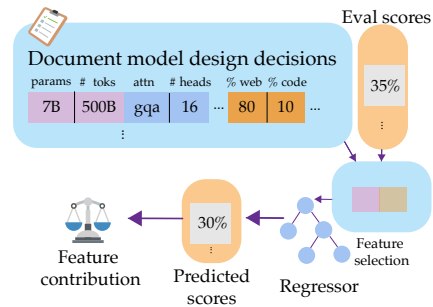 Eval scores
Document model design decisions
params # toks attn # heads % web % code
7B 500B gqa 16 ... 80 10 ...
⋮
35%
⋮
Feature
selection
30%
⋮
Feature
contribution
Predicted
scores
Regressor